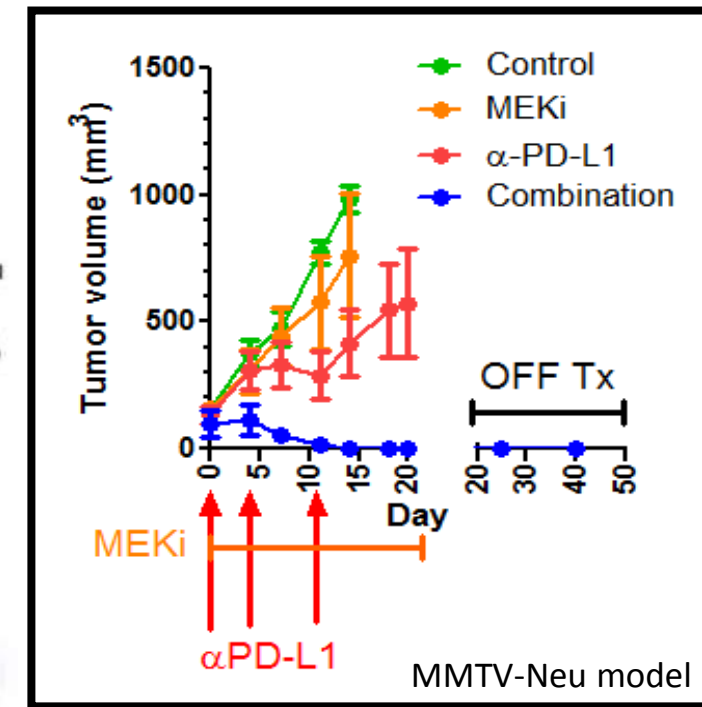 Tumor volume (mm³)
1500
1000
500
0
Control
MEKi
α-PD-L1
Combination
OFF Tx
0 5 10 15 20 20 30 40 50
Day
MEKi
αPD-L1
MMTV-Neu model